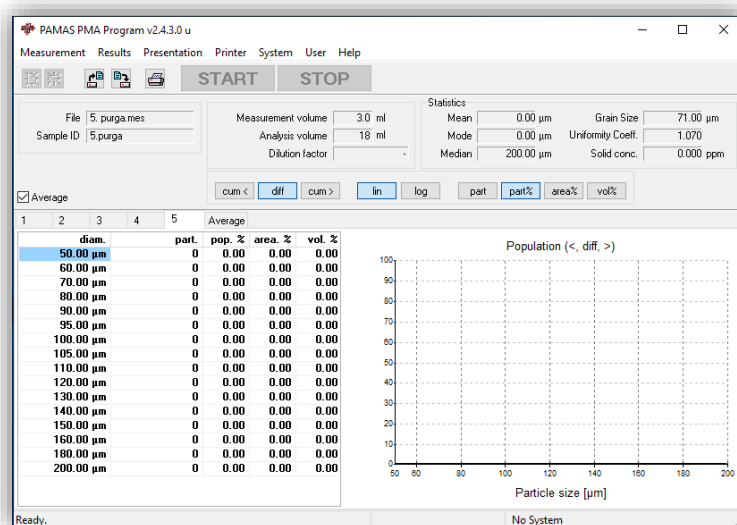 PAMAS PMA Program v2.4.3.0 u
Measurement Results Presentation Printer System User Help
START STOP
File 5. purga.mes
Sample ID 5.purga
Measurement volume 3.0 ml
Analysis volume 18 ml
Dilution factor -
Statistics
Mean 0.00 µm Grain Size 71.00 µm
Mode 0.00 µm Uniformity Coeff. 1.070
Median 200.00 µm Solid conc. 0.000 ppm
Average
cum < diff cum > lin log part part% area% vol%
1 2 3 4 5 Average
diam. part. pop. % area. % vol. %
50.00 µm 0 0.00 0.00 0.00
60.00 µm 0 0.00 0.00 0.00
70.00 µm 0 0.00 0.00 0.00
80.00 µm 0 0.00 0.00 0.00
90.00 µm 0 0.00 0.00 0.00
95.00 µm 0 0.00 0.00 0.00
100.00 µm 0 0.00 0.00 0.00
105.00 µm 0 0.00 0.00 0.00
110.00 µm 0 0.00 0.00 0.00
120.00 µm 0 0.00 0.00 0.00
130.00 µm 0 0.00 0.00 0.00
140.00 µm 0 0.00 0.00 0.00
150.00 µm 0 0.00 0.00 0.00
160.00 µm 0 0.00 0.00 0.00
180.00 µm 0 0.00 0.00 0.00
200.00 µm 0 0.00 0.00 0.00
Population (<, diff, >)
100
90
80
70
60
50
40
30
20
10
0
50 60 80 100 120 140 160 180 200
Particle size [µm]
Ready. No System